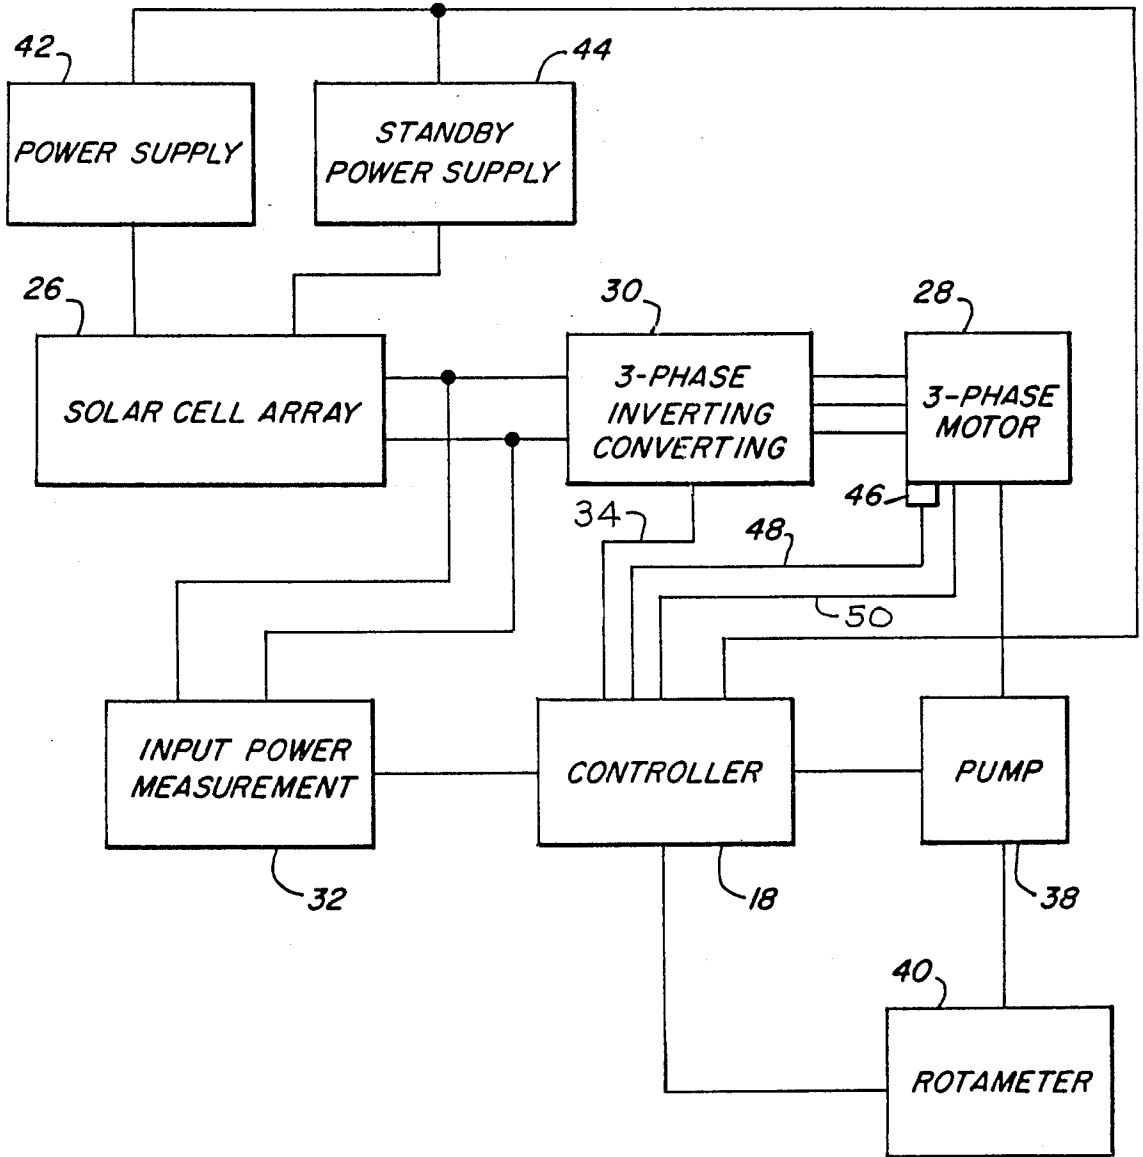 42
44
POWER SUPPLY
STANDBY
POWER SUPPLY
26
30
28
SOLAR CELL ARRAY
3-PHASE
INVERTING
CONVERTING
3-PHASE
MOTOR
46
34
48
50
INPUT POWER
MEASUREMENT
CONTROLLER
PUMP
32
18
38
40
ROTAMETER